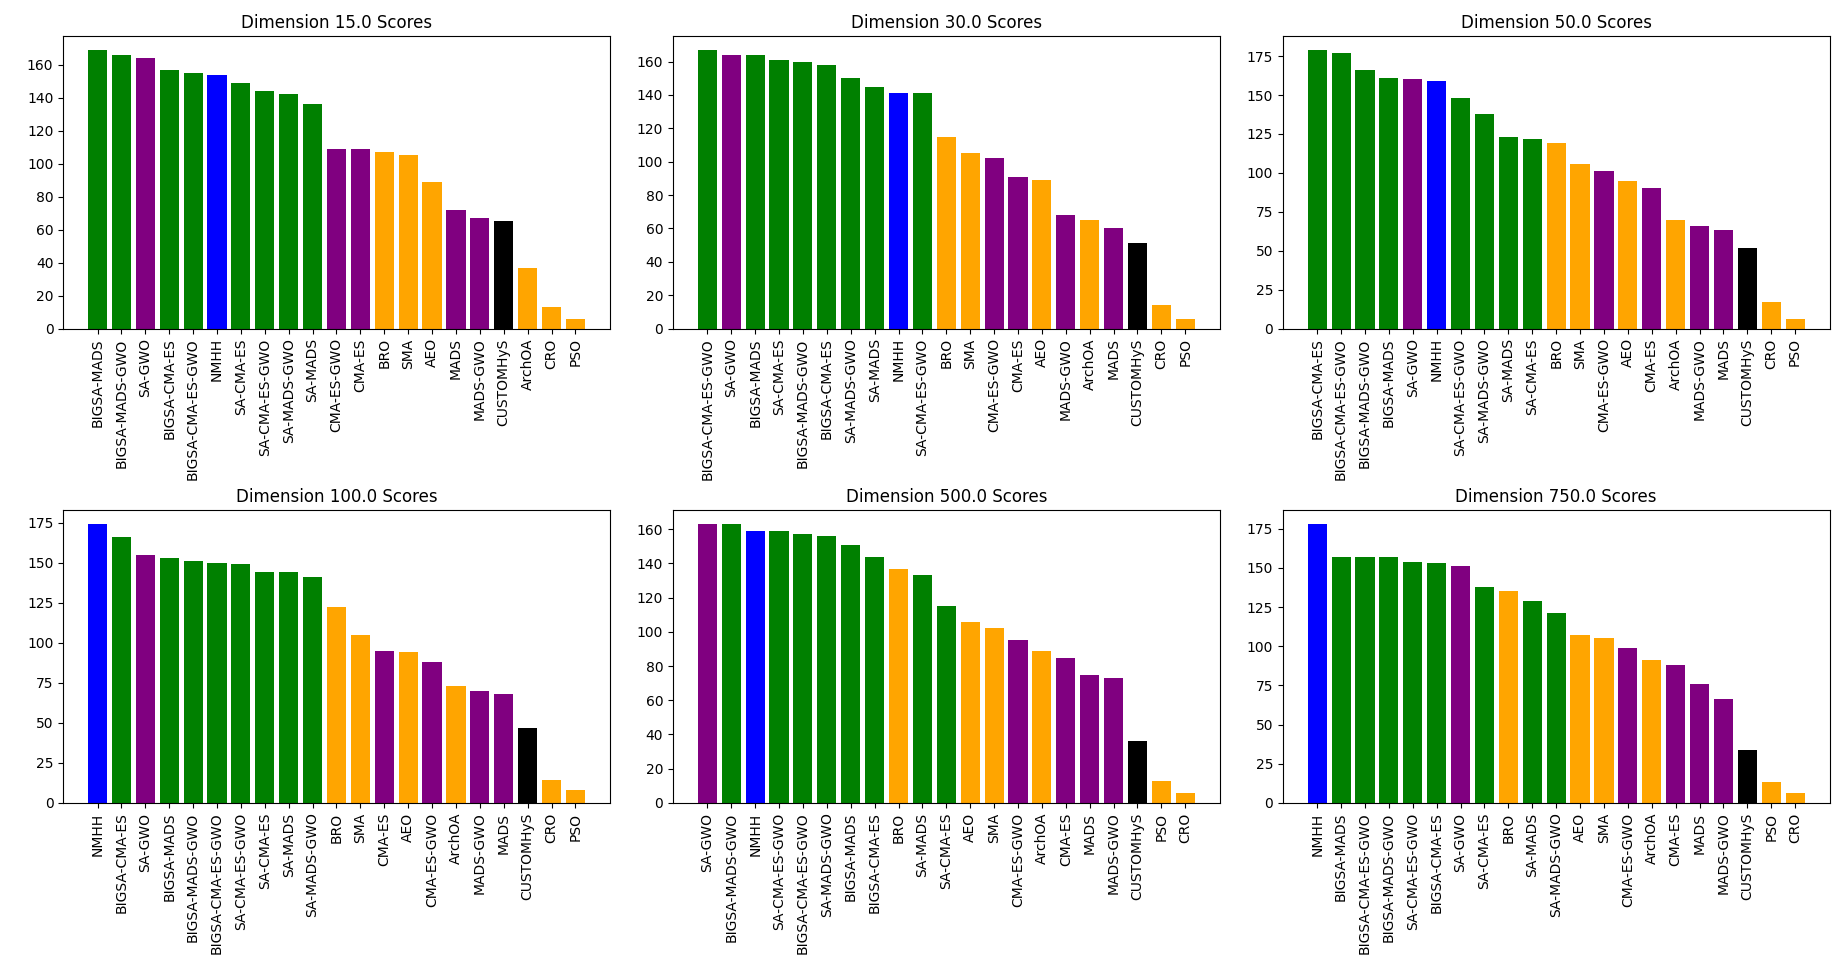 Dimension 15.0 Scores
160
140
120
100
80
60
40
20
0
BIGSA-MADS
BIGSA-MADS-GWO
SA-GWO
BIGSA-CMA-ES
BIGSA-CMA-ES-GWO
NMHH
SA-CMA-ES
SA-CMA-ES-GWO
SA-MADS-GWO
SA-MADS
CMA-ES-GWO
CMA-ES
BRO
SMA
AEO
MADS
MADS-GWO
CUSTOMHyS
ArchOA
CRO
PSO
Dimension 30.0 Scores
160
140
120
100
80
60
40
20
0
BIGSA-CMA-ES-GWO
SA-GWO
BIGSA-MADS
SA-CMA-ES
BIGSA-MADS-GWO
BIGSA-CMA-ES
SA-MADS-GWO
SA-MADS
NMHH
SA-CMA-ES-GWO
BRO
SMA
CMA-ES-GWO
CMA-ES
AEO
MADS-GWO
ArchOA
MADS
CUSTOMHyS
CRO
PSO
Dimension 50.0 Scores
175
150
125
100
75
50
25
0
BIGSA-CMA-ES
BIGSA-CMA-ES-GWO
BIGSA-MADS-GWO
BIGSA-MADS
SA-GWO
NMHH
SA-CMA-ES-GWO
SA-MADS-GWO
SA-MADS
SA-CMA-ES
BRO
SMA
CMA-ES-GWO
AEO
CMA-ES
ArchOA
MADS-GWO
MADS
CUSTOMHyS
CRO
PSO
Dimension 100.0 Scores
175
150
125
100
75
50
25
0
NMHH
BIGSA-CMA-ES
SA-GWO
BIGSA-MADS
BIGSA-MADS-GWO
BIGSA-CMA-ES-GWO
SA-CMA-ES-GWO
SA-CMA-ES
SA-MADS
SA-MADS-GWO
BRO
SMA
CMA-ES
AEO
CMA-ES-GWO
ArchOA
MADS-GWO
MADS
CUSTOMHyS
CRO
PSO
Dimension 500.0 Scores
160
140
120
100
80
60
40
20
0
SA-GWO
BIGSA-MADS-GWO
NMHH
SA-CMA-ES-GWO
BIGSA-CMA-ES-GWO
SA-MADS-GWO
BIGSA-MADS
BIGSA-CMA-ES
BRO
SA-MADS
SA-CMA-ES
AEO
SMA
CMA-ES-GWO
ArchOA
CMA-ES
MADS
MADS-GWO
CUSTOMHyS
PSO
CRO
Dimension 750.0 Scores
175
150
125
100
75
50
25
0
NMHH
BIGSA-MADS
BIGSA-CMA-ES-GWO
BIGSA-MADS-GWO
SA-CMA-ES-GWO
BIGSA-CMA-ES
SA-GWO
SA-CMA-ES
BRO
SA-MADS
SA-MADS-GWO
AEO
SMA
CMA-ES-GWO
ArchOA
CMA-ES
MADS
MADS-GWO
CUSTOMHyS
PSO
CRO